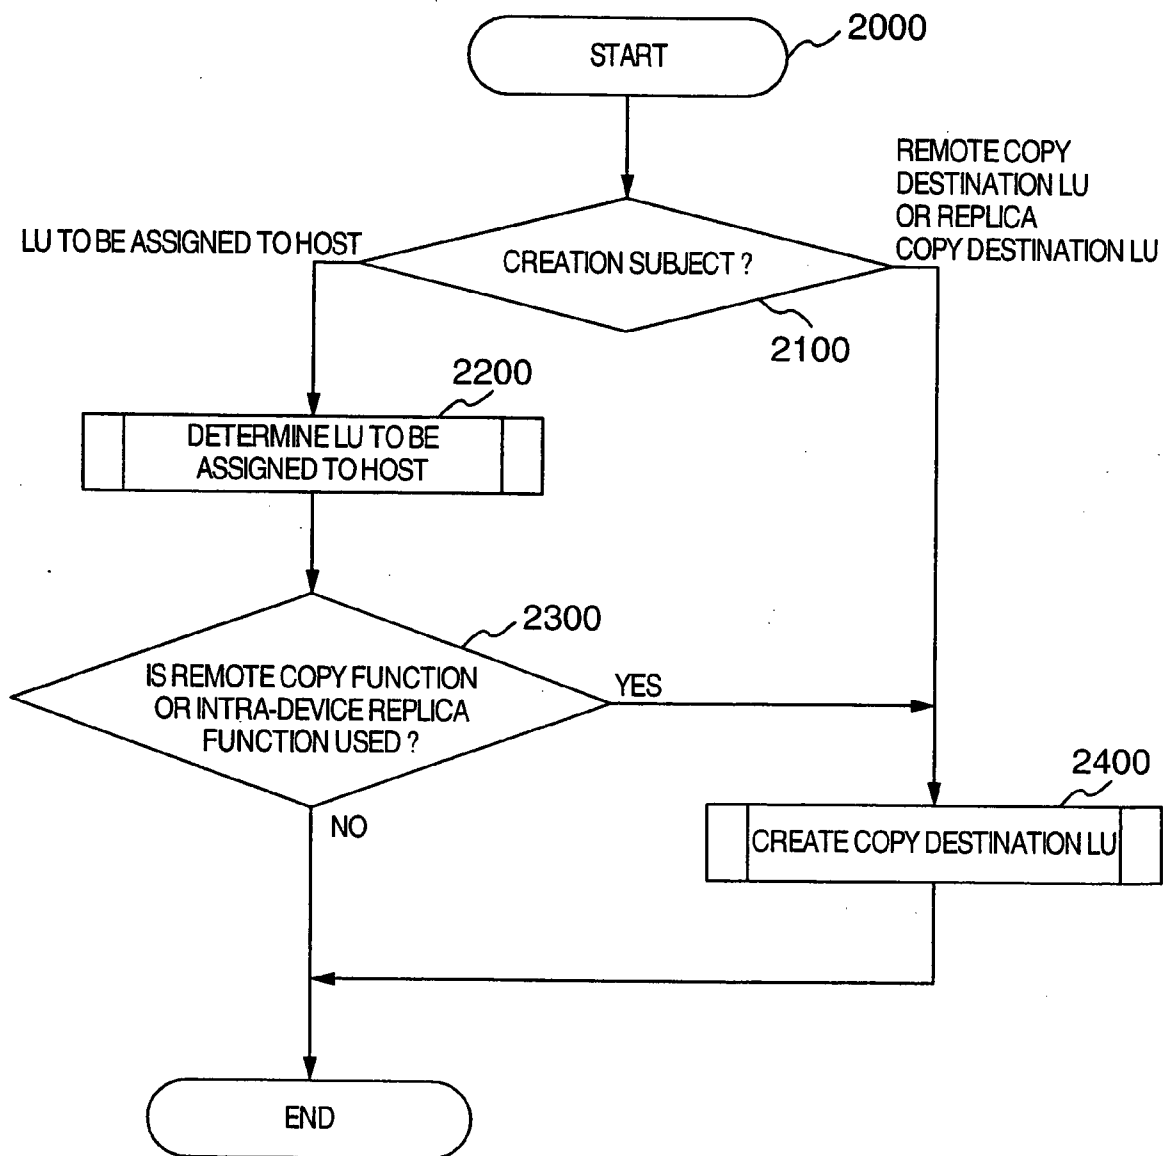 START
2000
REMOTE COPY
DESTINATION LU
OR REPLICA
COPY DESTINATION LU
LU TO BE ASSIGNED TO HOST
CREATION SUBJECT ?
2100
2200
DETERMINE LU TO BE
ASSIGNED TO HOST
2300
IS REMOTE COPY FUNCTION
OR INTRA-DEVICE REPLICA
FUNCTION USED ?
YES
NO
2400
CREATE COPY DESTINATION LU
END